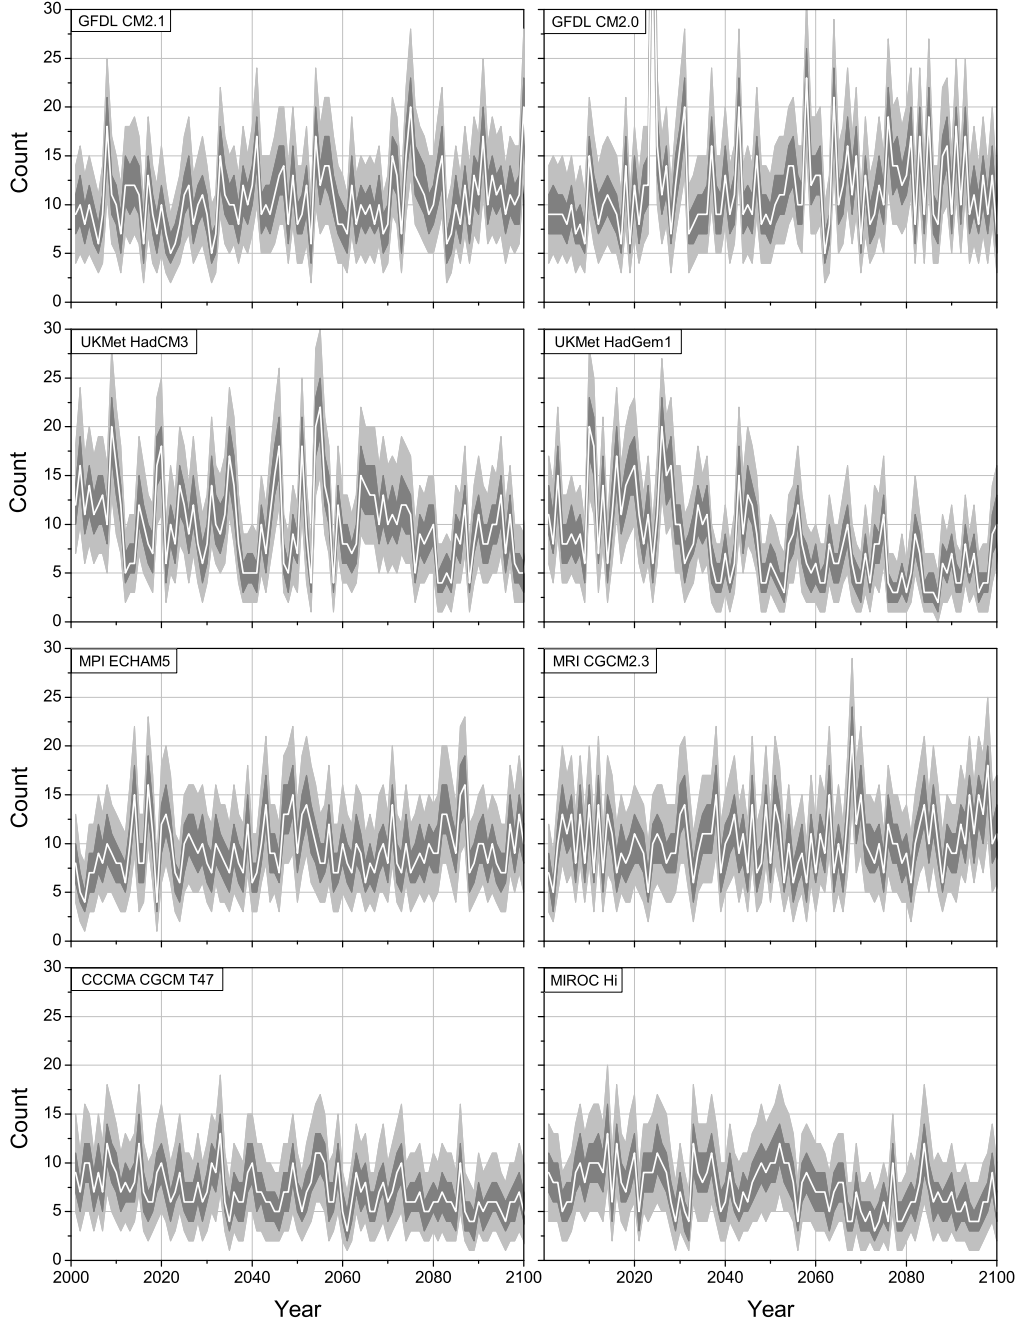 GFDL CM2.1
GFDL CM2.0
30
25
20
15
10
5
0
Count
UKMet HadCM3
UKMet HadGem1
30
25
20
15
10
5
0
Count
MPI ECHAM5
MRI CGCM2.3
30
25
20
15
10
5
0
Count
CCCMA CGCM T47
MIROC Hi
30
25
20
15
10
5
0
Count
2000 2020 2040 2060 2080 2100 2020 2040 2060 2080 2100
Year Year